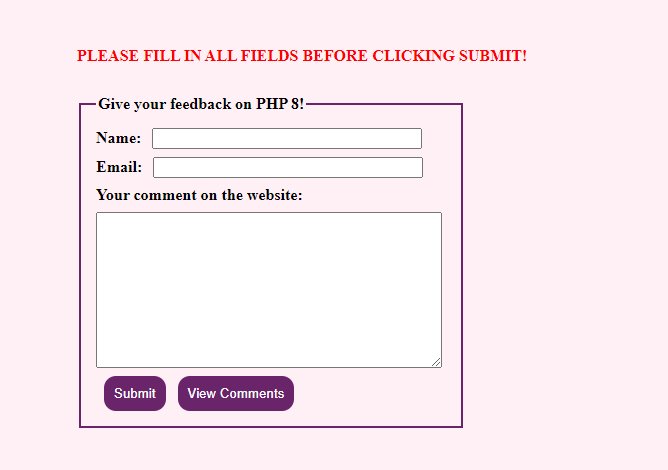 PLEASE FILL IN ALL FIELDS BEFORE CLICKING SUBMIT!
Give your feedback on PHP 8!
Name:
Email:
Your comment on the website:
Submit View Comments